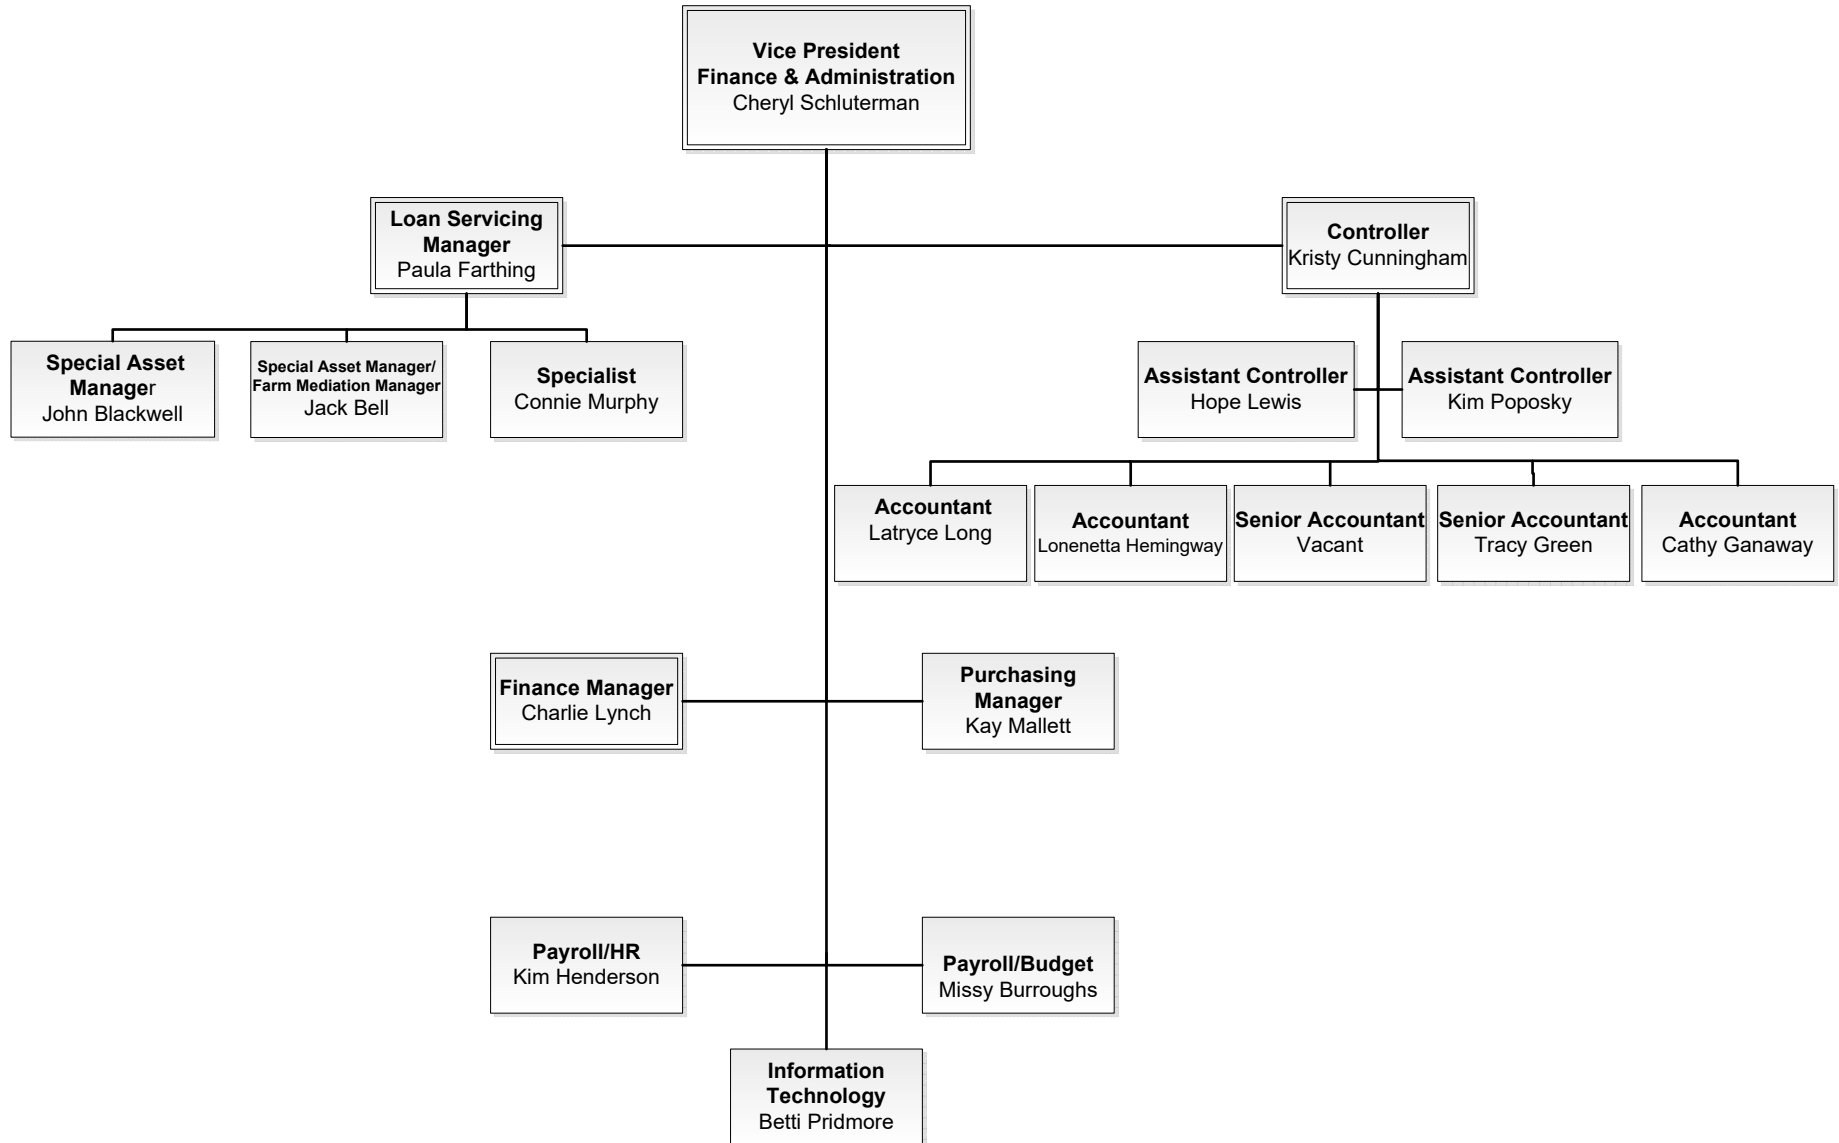 Vice President
Finance & Administration
Cheryl Schluterman
Loan Servicing
Manager
Paula Farthing
Controller
Kristy Cunningham
Special Asset
Manager
John Blackwell
Special Asset Manager/
Farm Mediation Manager
Jack Bell
Specialist
Connie Murphy
Assistant Controller
Hope Lewis
Assistant Controller
Kim Poposky
Accountant
Latryce Long
Accountant
Lonenetta Hemingway
Senior Accountant
Vacant
Senior Accountant
Tracy Green
Accountant
Cathy Ganaway
Finance Manager
Charlie Lynch
Purchasing
Manager
Kay Mallett
Payroll/HR
Kim Henderson
Payroll/Budget
Missy Burroughs
Information
Technology
Betti Pridmore